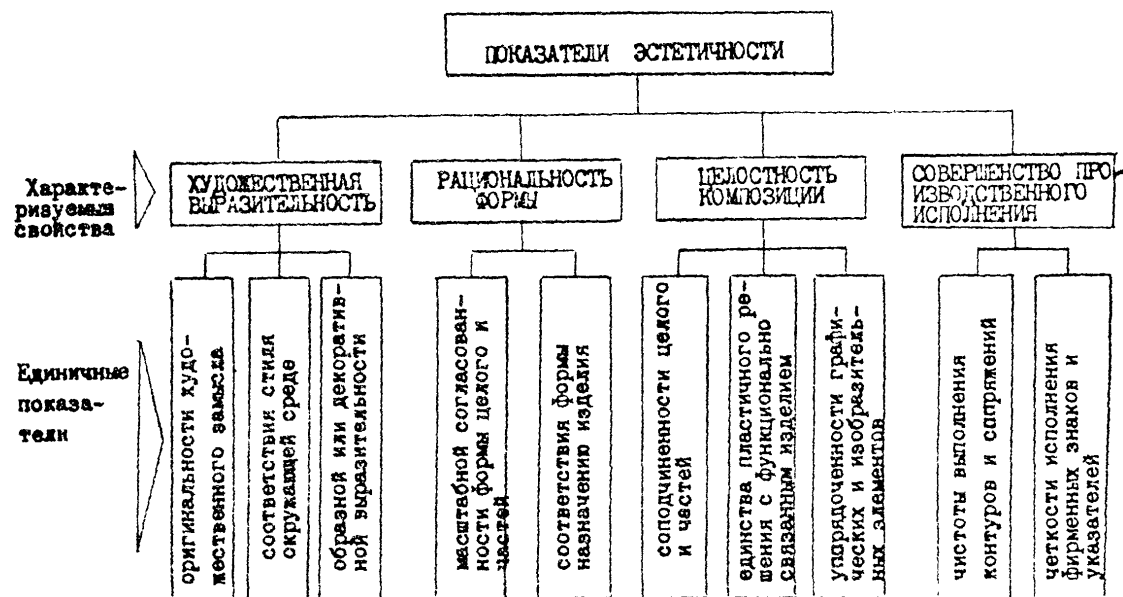 ПОКАЗАТЕЛИ ЭСТЕТИЧНОСТИ
Характе-
ризуемые
свойства
ХУДОЖЕСТВЕННАЯ
ВЫРАЗИТЕЛЬНОСТЬ
РАЦИОНАЛЬНОСТЬ
ФОРМЫ
ЦЕЛОСТНОСТЬ
КОМПОЗИЦИИ
СОВЕРШЕНСТВО ПРО-
ИЗВОДСТВЕННОГО
ИСПОЛНЕНИЯ
Единичные
показа-
тели
оригинальности худо-
жественного замысла
соответствия стиля
окружающей среде
образной или декоратив-
ной выразительности
масштабной согласован-
ности формы целого и
частей
соответствия формы
назначению изделия
соподчиненности целого
и частей
единства пластичного ре-
шения с функционально
связанным изделием
упорядоченности графи-
ческих и изобразитель-
ных элементов
чистоты выполнения
контуров и сопряжений
четкости исполнения
фирменных знаков и
указателей